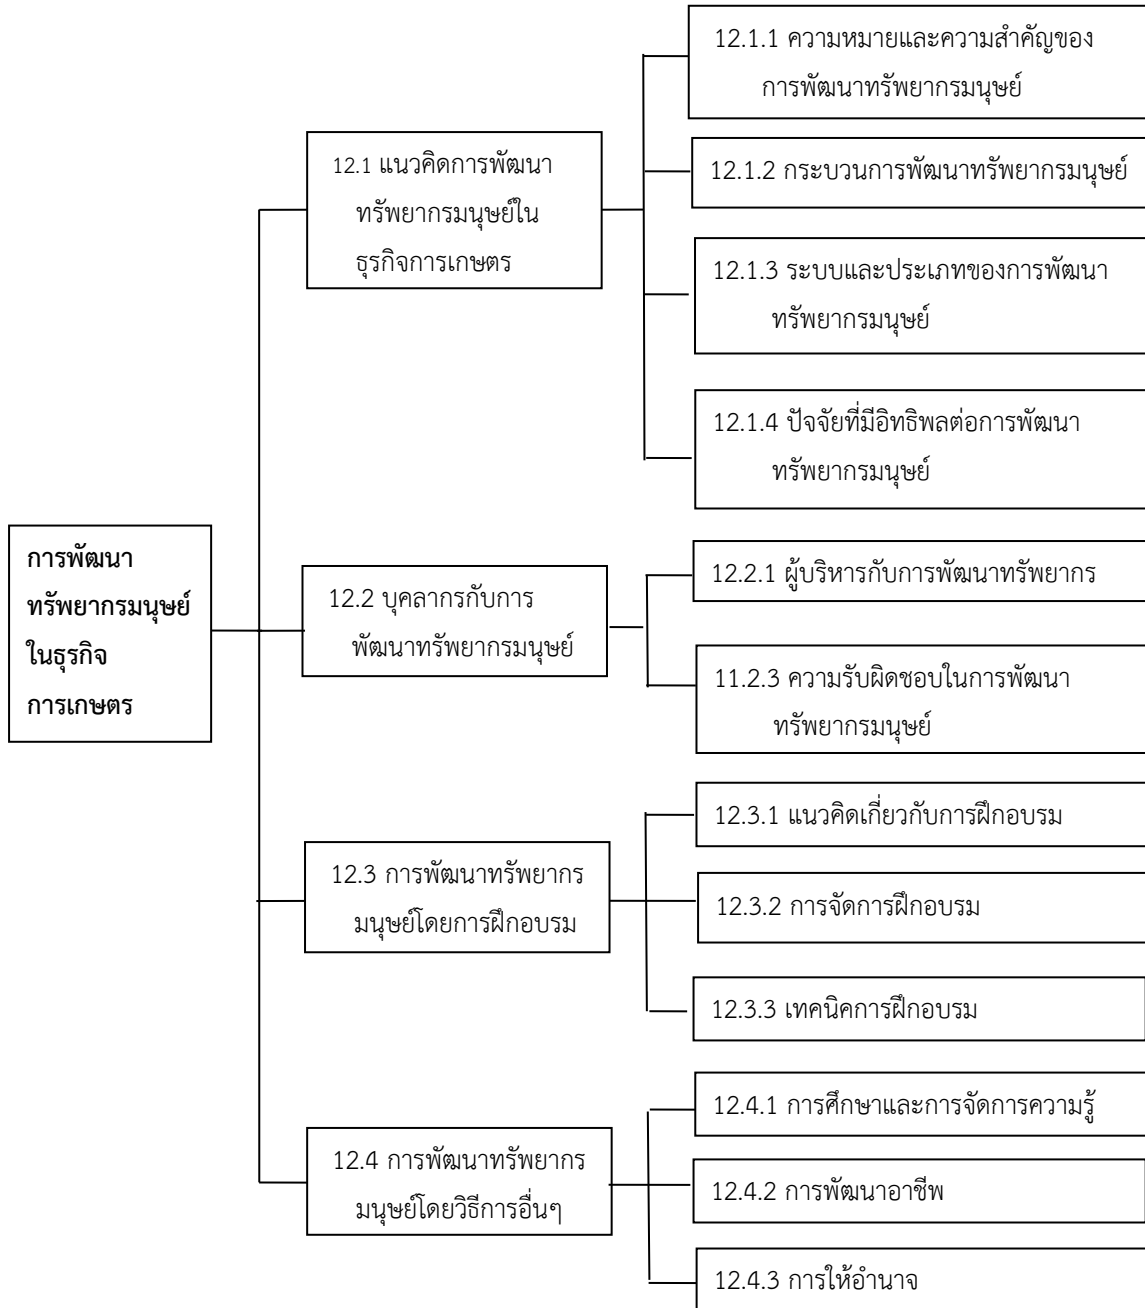 การพัฒนา
ทรัพยากรมนุษย์
ในธุรกิจ
การเกษตร
12.1 แนวคิดการพัฒนา
ทรัพยากรมนุษย์ใน
ธุรกิจการเกษตร
12.1.1 ความหมายและความสำคัญของ
การพัฒนาทรัพยากรมนุษย์
12.1.2 กระบวนการพัฒนาทรัพยากรมนุษย์
12.1.3 ระบบและประเภทของการพัฒนา
ทรัพยากรมนุษย์
12.1.4 ปัจจัยที่มีอิทธิพลต่อการพัฒนา
ทรัพยากรมนุษย์
12.2 บุคลากรกับการ
พัฒนาทรัพยากรมนุษย์
12.2.1 ผู้บริหารกับการพัฒนาทรัพยากร
11.2.3 ความรับผิดชอบในการพัฒนา
ทรัพยากรมนุษย์
12.3 การพัฒนาทรัพยากร
มนุษย์โดยการฝึกอบรม
12.3.1 แนวคิดเกี่ยวกับการฝึกอบรม
12.3.2 การจัดการฝึกอบรม
12.3.3 เทคนิคการฝึกอบรม
12.4 การพัฒนาทรัพยากร
มนุษย์โดยวิธีการอื่นๆ
12.4.1 การศึกษาและการจัดการความรู้
12.4.2 การพัฒนาอาชีพ
12.4.3 การให้อำนาจ